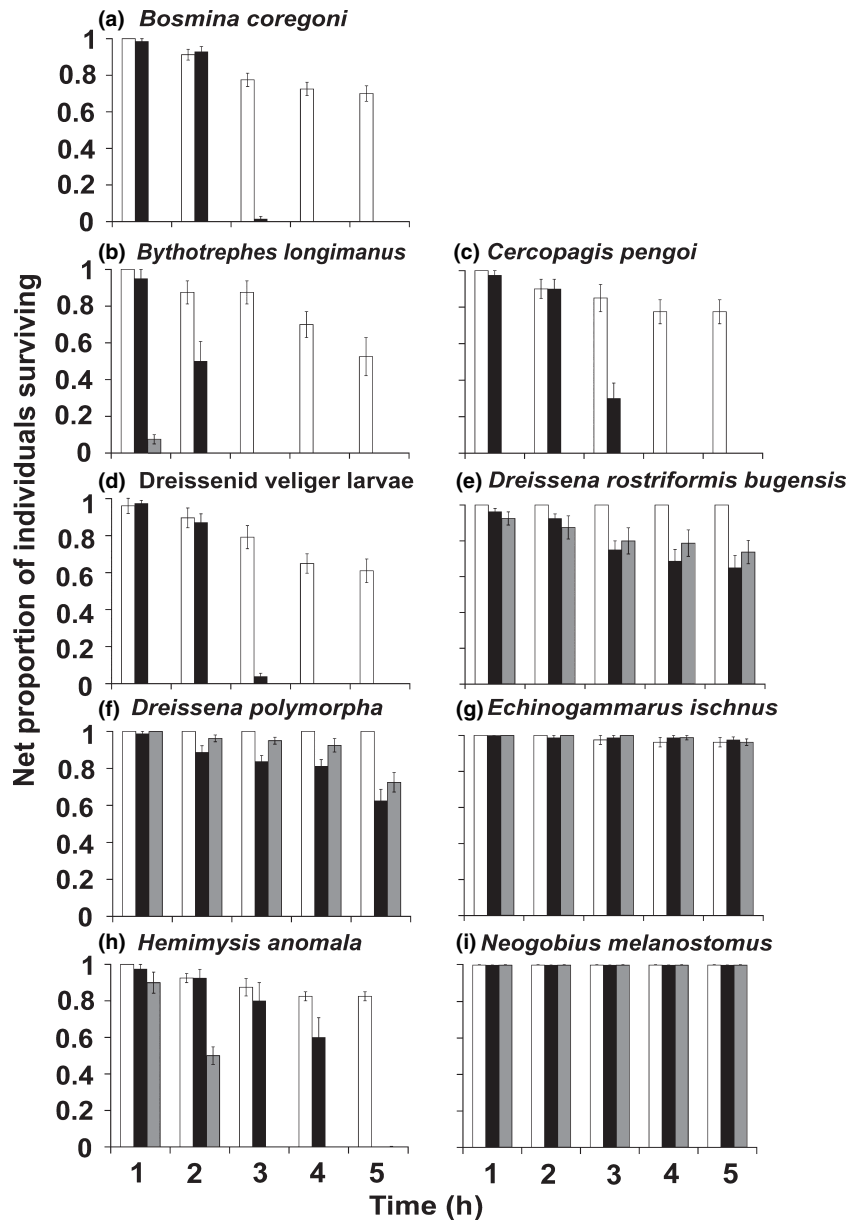 (a) Bosmina coregoni
1
0.8
0.6
0.4
0.2
0
(b) Bythotrephes longimanus
1
0.8
0.6
0.4
0.2
0
(c) Cercopagis pengoi
(d) Dreissenid veliger larvae
1
0.8
0.6
0.4
0.2
0
(e) Dreissena rostriformis bugensis
(f) Dreissena polymorpha
1
0.8
0.6
0.4
0.2
0
(g) Echinogammarus ischnus
(h) Hemimysis anomala
1
0.8
0.6
0.4
0.2
0
(i) Neogobius melanostomus
1 2 3 4 5
1 2 3 4 5
Time (h)
Net proportion of individuals surviving